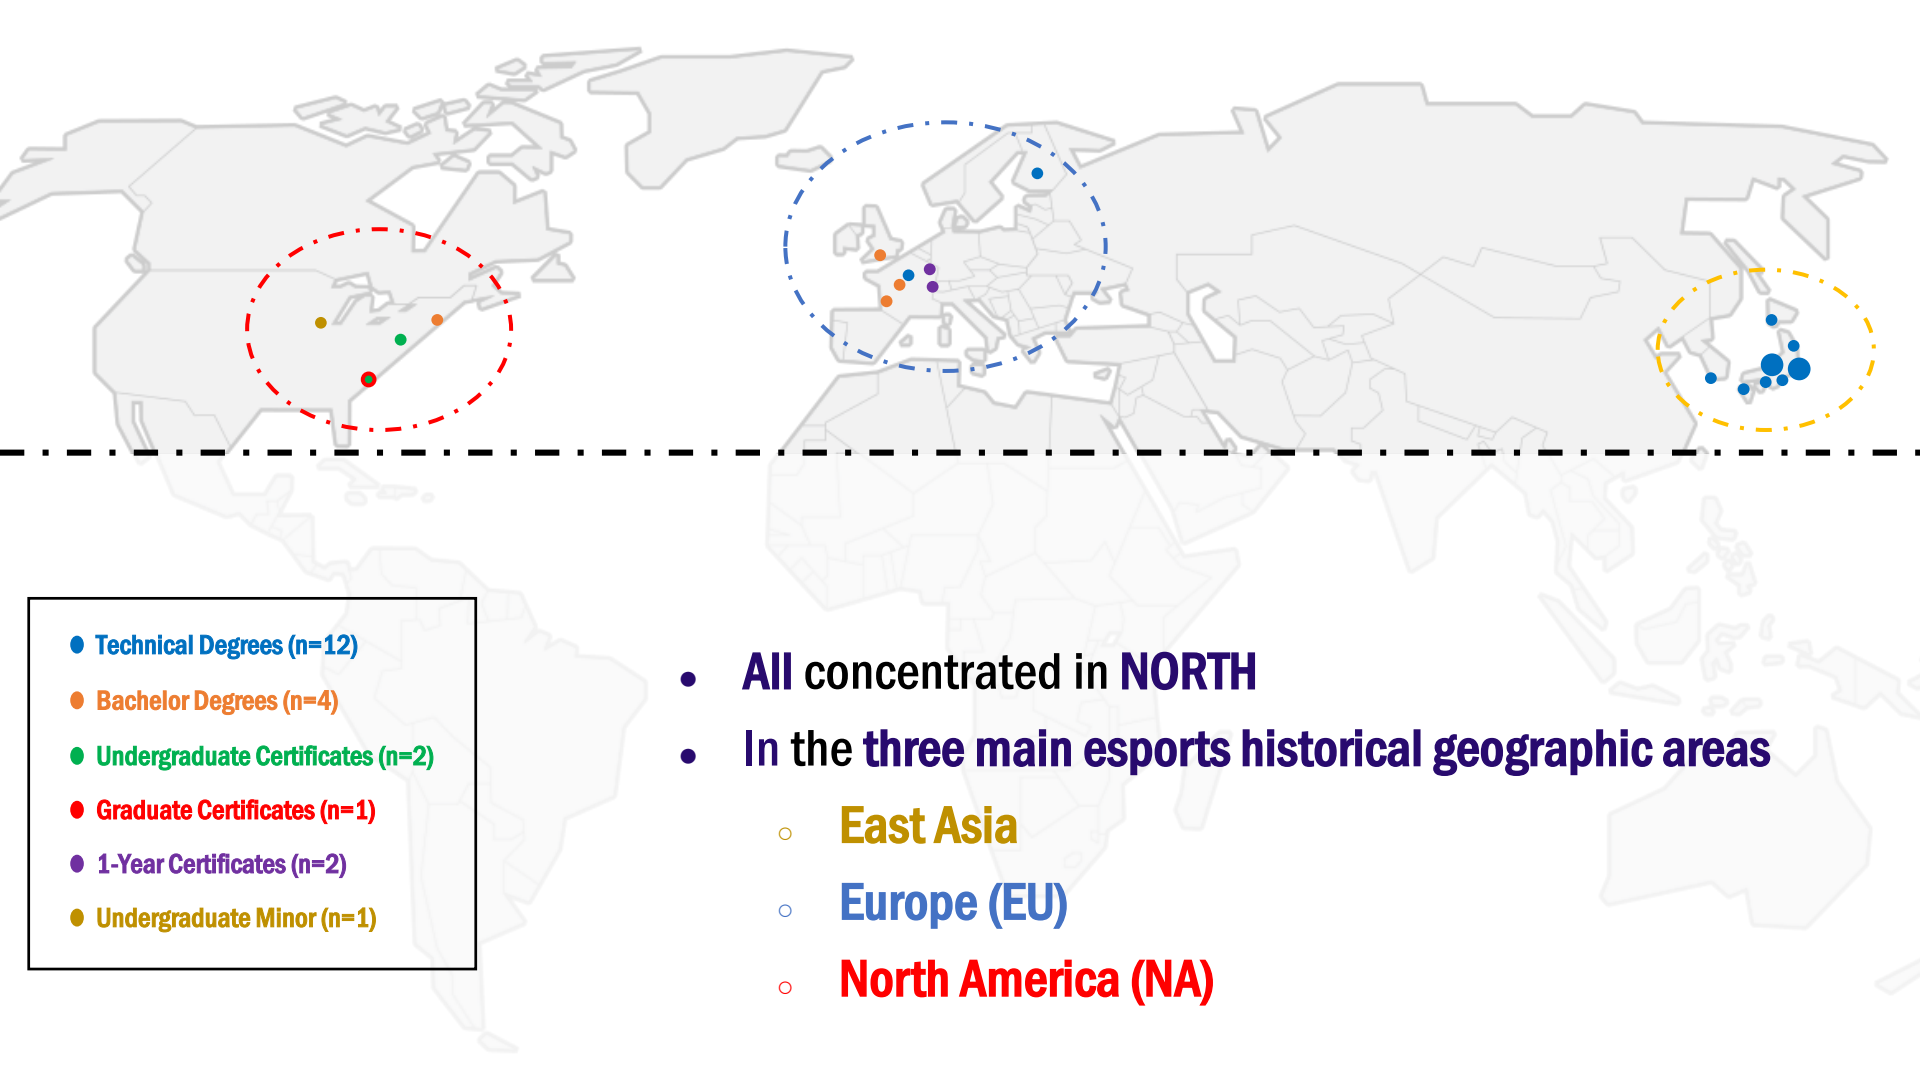 Technical Degrees (n=12)
Bachelor Degrees (n=4)
Undergraduate Certificates (n=2)
Graduate Certificates (n=1)
1-Year Certificates (n=2)
Undergraduate Minor (n=1)
All concentrated in NORTH
In the three main esports historical geographic areas
East Asia
Europe (EU)
North America (NA)